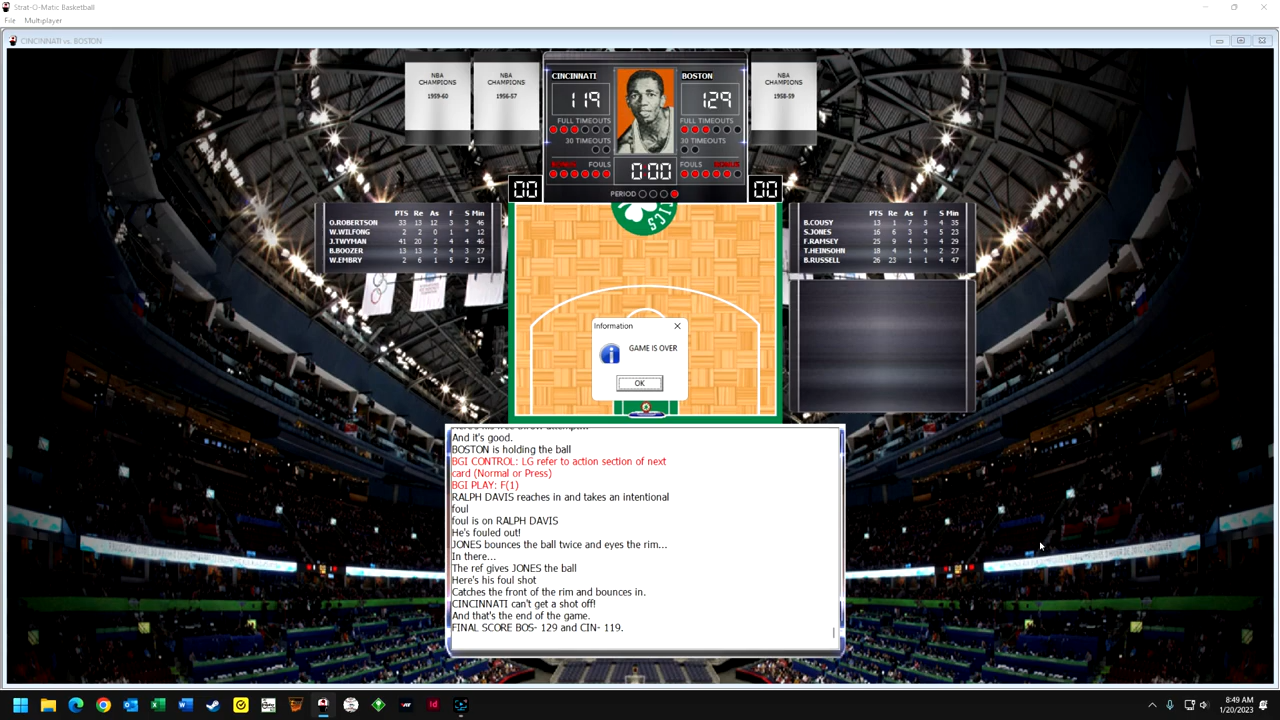 Strat-O-Matic Basketball
File Multiplayer
CINCINNATI vs. BOSTON
NBA
CHAMPIONS
1959-60
NBA
CHAMPIONS
1956-57
NBA
CHAMPIONS
1958-59
CINCINNATI BOSTON
119 129
FULL TIMEOUTS FULL TIMEOUTS
30 TIMEOUTS 30 TIMEOUTS
BONUS FOULS FOULS BONUS
0:00
PERIOD
00 00
PTS Re As F S Min
O.ROBERTSON 33 13 12 3 3 46
W.WILFONG 2 2 0 1 * 12
J.TWYMAN 41 20 2 4 4 46
B.BOOZER 13 13 2 4 3 27
W.EMBRY 2 6 1 5 2 17
PTS Re As F S Min
B.COUSY 13 1 7 3 4 35
S.JONES 16 6 3 4 5 23
F.RAMSEY 25 9 4 3 4 29
T.HEINSOHN 18 4 1 4 2 27
B.RUSSELL 26 23 1 1 4 47
CELTICS
Information
GAME IS OVER
OK
And it's good.
BOSTON is holding the ball
BGI CONTROL: LG refer to action section of next
card (Normal or Press)
BGI PLAY: F(1)
RALPH DAVIS reaches in and takes an intentional
foul
foul is on RALPH DAVIS
He's fouled out!
JONES bounces the ball twice and eyes the rim...
In there...
The ref gives JONES the ball
Here's his foul shot
Catches the front of the rim and bounces in.
CINCINNATI can't get a shot off!
And that's the end of the game.
FINAL SCORE BOS- 129 and CIN- 119.
8:49 AM
1/20/2023